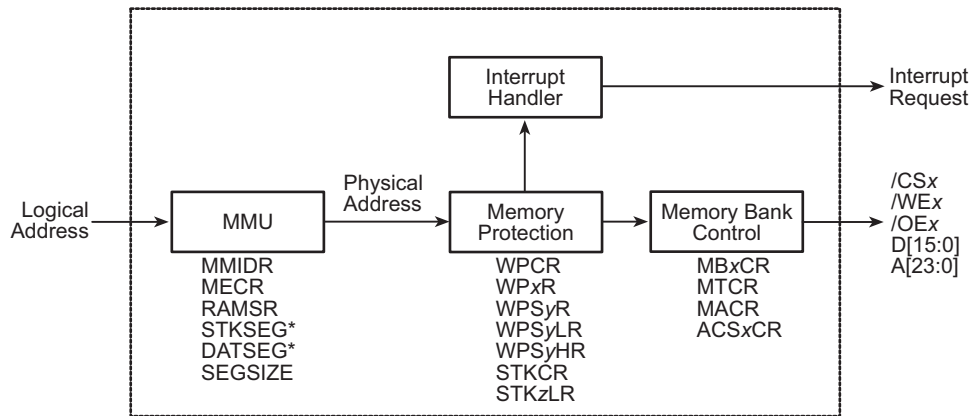 Interrupt
Handler
Interrupt
Request
Logical
Address
MMU
Physical
Address
Memory
Protection
Memory Bank
Control
/CSx
/WEx
/OEx
D[15:0]
A[23:0]
MMIDR
MECR
RAMSR
STKSEG*
DATSEG*
SEGSIZE
WPCR
WPxR
WPSyR
WPSyLR
WPSyHR
STKCR
STKzLR
MBxCR
MTCR
MACR
ACSxCR